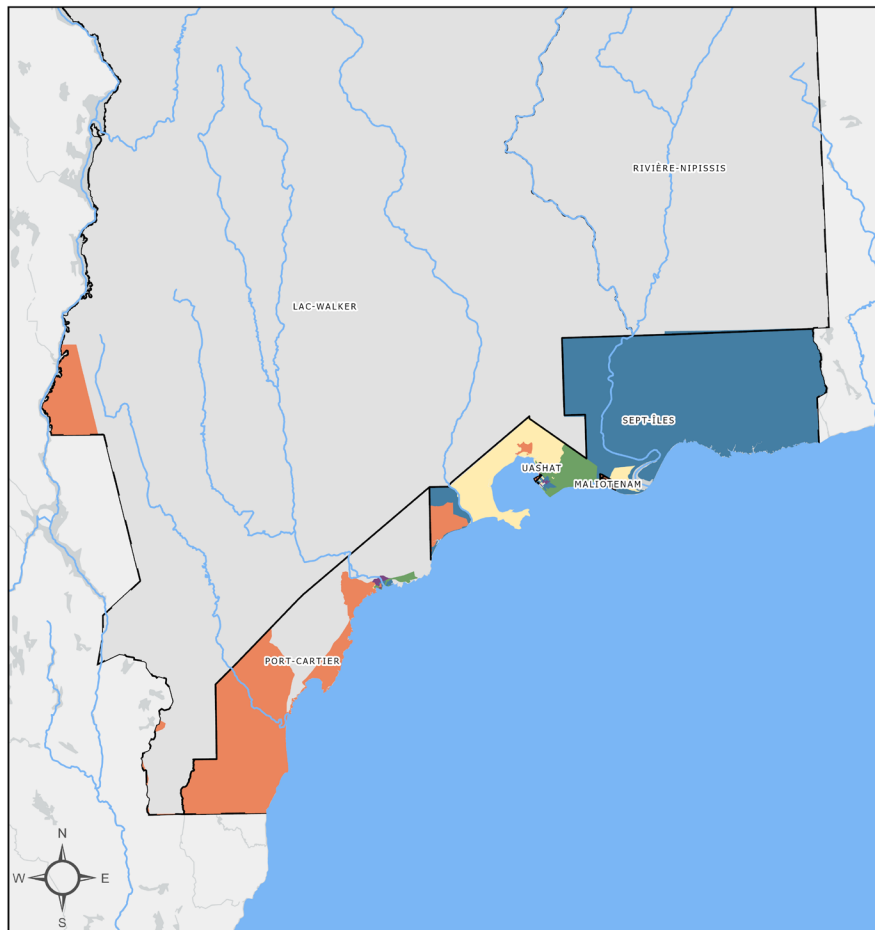 RIVIÈRE-NIPISSIS
LAC-WALKER
SEPT-ÎLES
UASHAT
MALIOTENAM
PORT-CARTIER
N
W
E
S